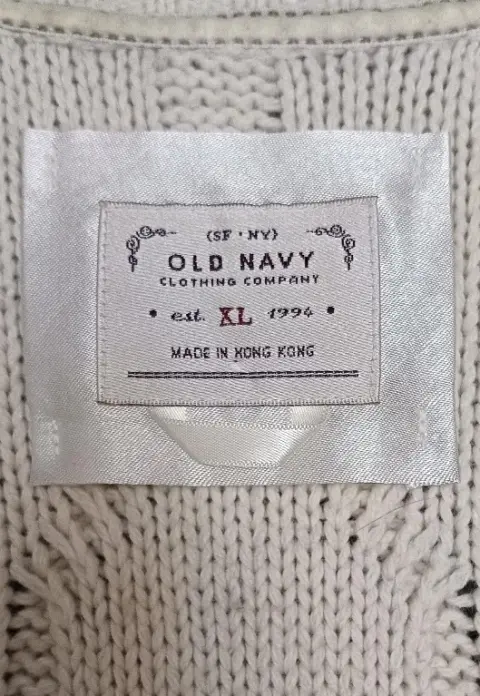 (SF · NY)
OLD NAVY
CLOTHING COMPANY
• est. XL 1994 •
MADE IN HONG KONG